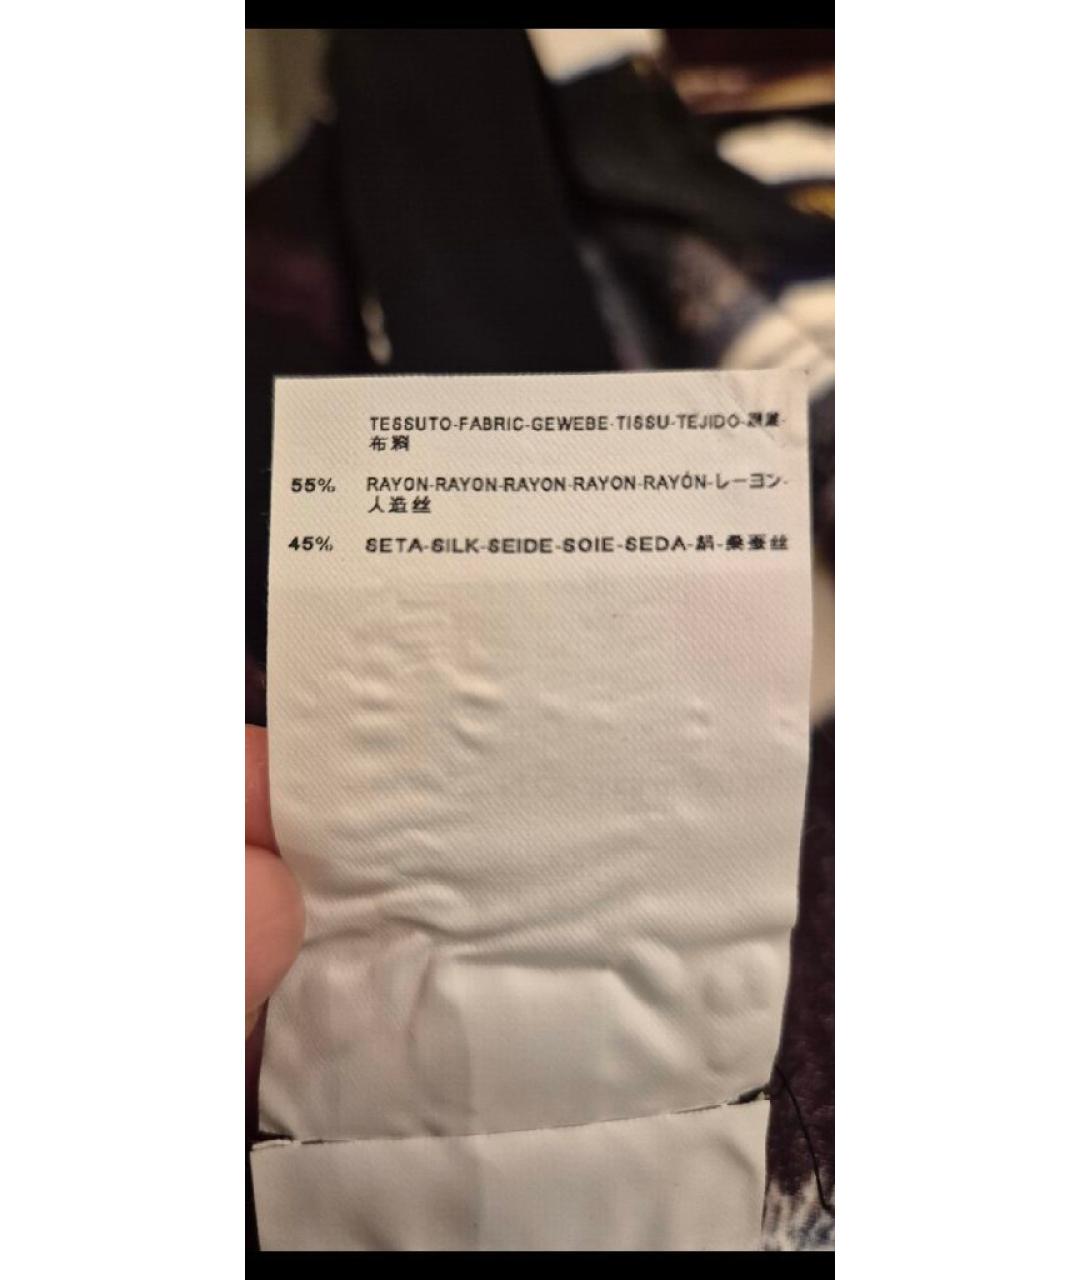 TESSUTO-FABRIC-GEWEBE-TISSU-TEJIDO-
布料
55% RAYON-RAYON-RAYON-RAYON-RAYÓN-レーヨン-
人造丝
45% SETA-SILK-SEIDE-SOIE-SEDA-絹-桑蚕丝